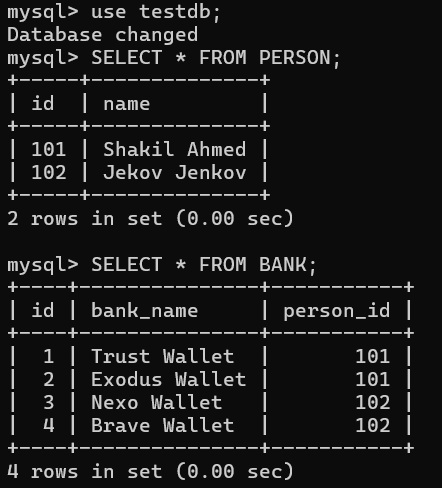 mysql> use testdb;
Database changed
mysql> SELECT * FROM PERSON;
+-----+--------------+
| id  | name         |
+-----+--------------+
| 101 | Shakil Ahmed |
| 102 | Jekov Jenkov |
+-----+--------------+
2 rows in set (0.00 sec)

mysql> SELECT * FROM BANK;
+----+---------------+-----------+
| id | bank_name     | person_id |
+----+---------------+-----------+
|  1 | Trust Wallet  |       101 |
|  2 | Exodus Wallet |       101 |
|  3 | Nexo Wallet   |       102 |
|  4 | Brave Wallet  |       102 |
+----+---------------+-----------+
4 rows in set (0.00 sec)